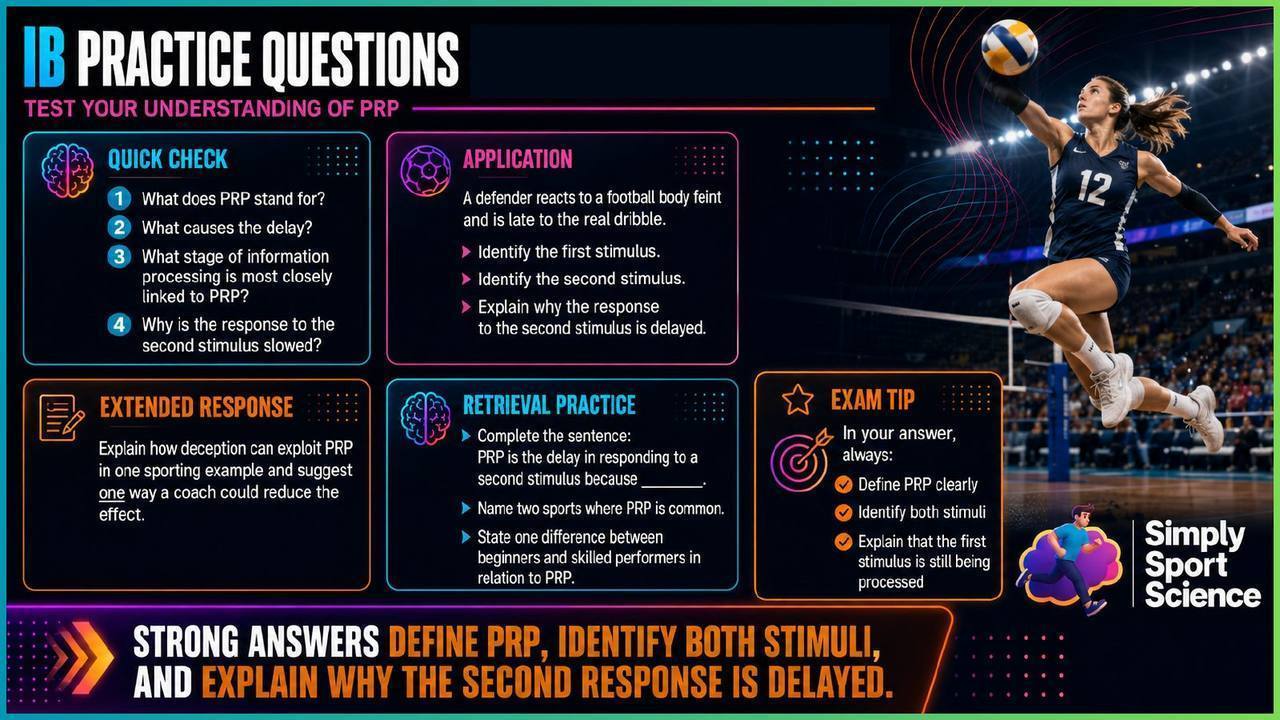 IB PRACTICE QUESTIONS
TEST YOUR UNDERSTANDING OF PRP
QUICK CHECK
1 What does PRP stand for?
2 What causes the delay?
3 What stage of information
processing is most closely
linked to PRP?
4 Why is the response to the
second stimulus slowed?
APPLICATION
A defender reacts to a football body feint
and is late to the real dribble.
Identify the first stimulus.
Identify the second stimulus.
Explain why the response
to the second stimulus is delayed.
EXTENDED RESPONSE
Explain how deception can exploit PRP
in one sporting example and suggest
one way a coach could reduce the
effect.
RETRIEVAL PRACTICE
Complete the sentence:
PRP is the delay in responding to a
second stimulus because ________.
Name two sports where PRP is common.
State one difference between
beginners and skilled performers in
relation to PRP.
EXAM TIP
In your answer,
always:
Define PRP clearly
Identify both stimuli
Explain that the first
stimulus is still being
processed
12
Simply
Sport
Science
STRONG ANSWERS DEFINE PRP, IDENTIFY BOTH STIMULI,
AND EXPLAIN WHY THE SECOND RESPONSE IS DELAYED.